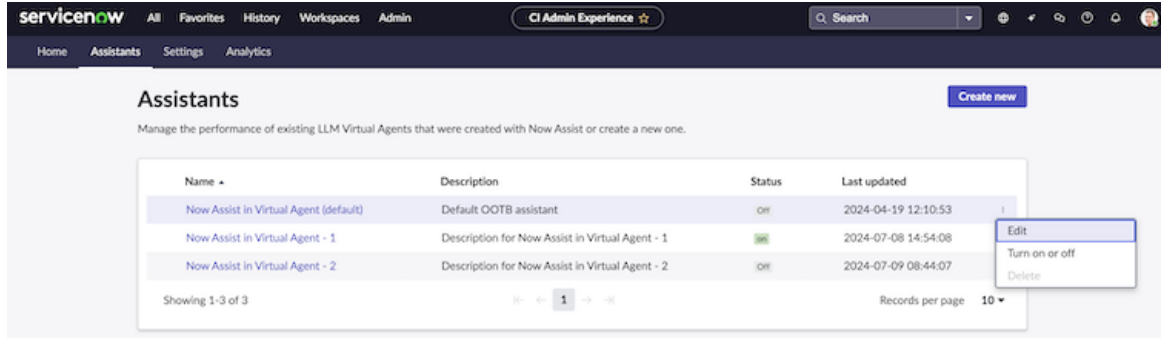 servicenow All Favorites History Workspaces Admin CI Admin Experience ☆ Search
Home Assistants Settings Analytics
Assistants
Create new
Manage the performance of existing LLM Virtual Agents that were created with Now Assist or create a new one.
Name Description Status Last updated
Now Assist in Virtual Agent (default) Default OOTB assistant Off 2024-04-19 12:10:53
Now Assist in Virtual Agent - 1 Description for Now Assist in Virtual Agent - 1 on 2024-07-08 14:54:08
Now Assist in Virtual Agent - 2 Description for Now Assist in Virtual Agent - 2 Off 2024-07-09 08:44:07
Edit
Turn on or off
Delete
Showing 1-3 of 3 1 Records per page 10